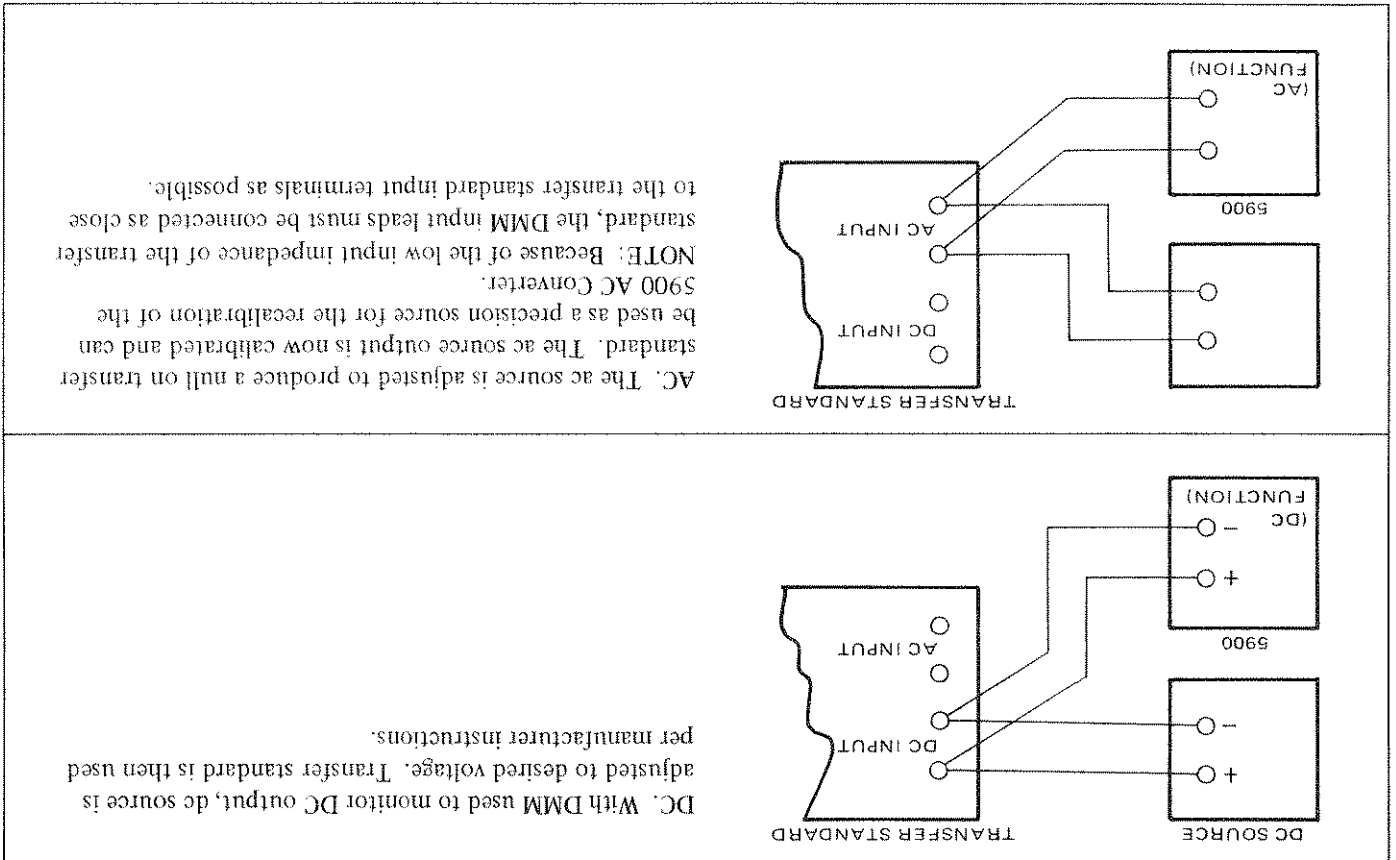 DC SOURCE
TRANSFER STANDARD
+
DC INPUT
-
5900
AC INPUT
+
-
(DC
FUNCTION)
DC. With DMM used to monitor DC output, dc source is
adjusted to desired voltage. Transfer standard is then used
per manufacturer instructions.
TRANSFER STANDARD
DC INPUT
AC INPUT
5900
(AC
FUNCTION)
AC. The ac source is adjusted to produce a null on transfer
standard. The ac source output is now calibrated and can
be used as a precision source for the recalibration of the
5900 AC Converter.
NOTE: Because of the low input impedance of the transfer
standard, the DMM input leads must be connected as close
to the transfer standard input terminals as possible.